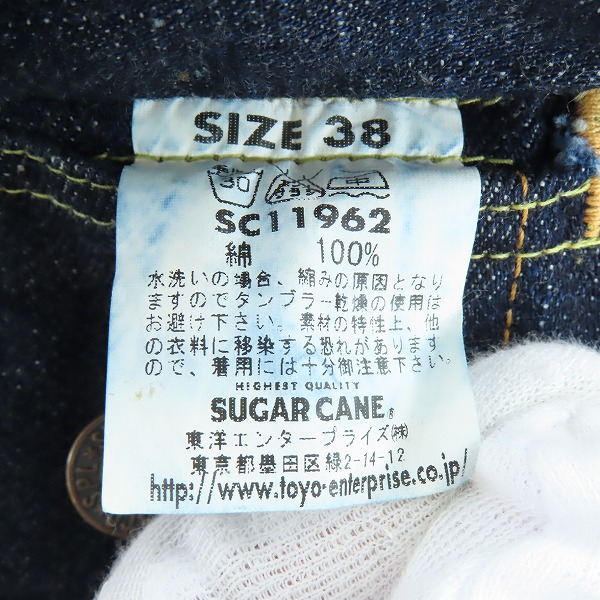 SIZE 38
SC11962
綿 100%
水洗いの場合、縮みの原因となり
ますのでタンブラー乾燥の使用は
お避け下さい。素材の特性上、他
の衣料に移染する恐れがあります
ので、着用には十分御注意下さい。
HIGHEST QUALITY
SUGAR CANE®
東洋エンタープライズ㈱
東京都墨田区緑2-14-12
http://www.toyo-enterprise.co.jp/